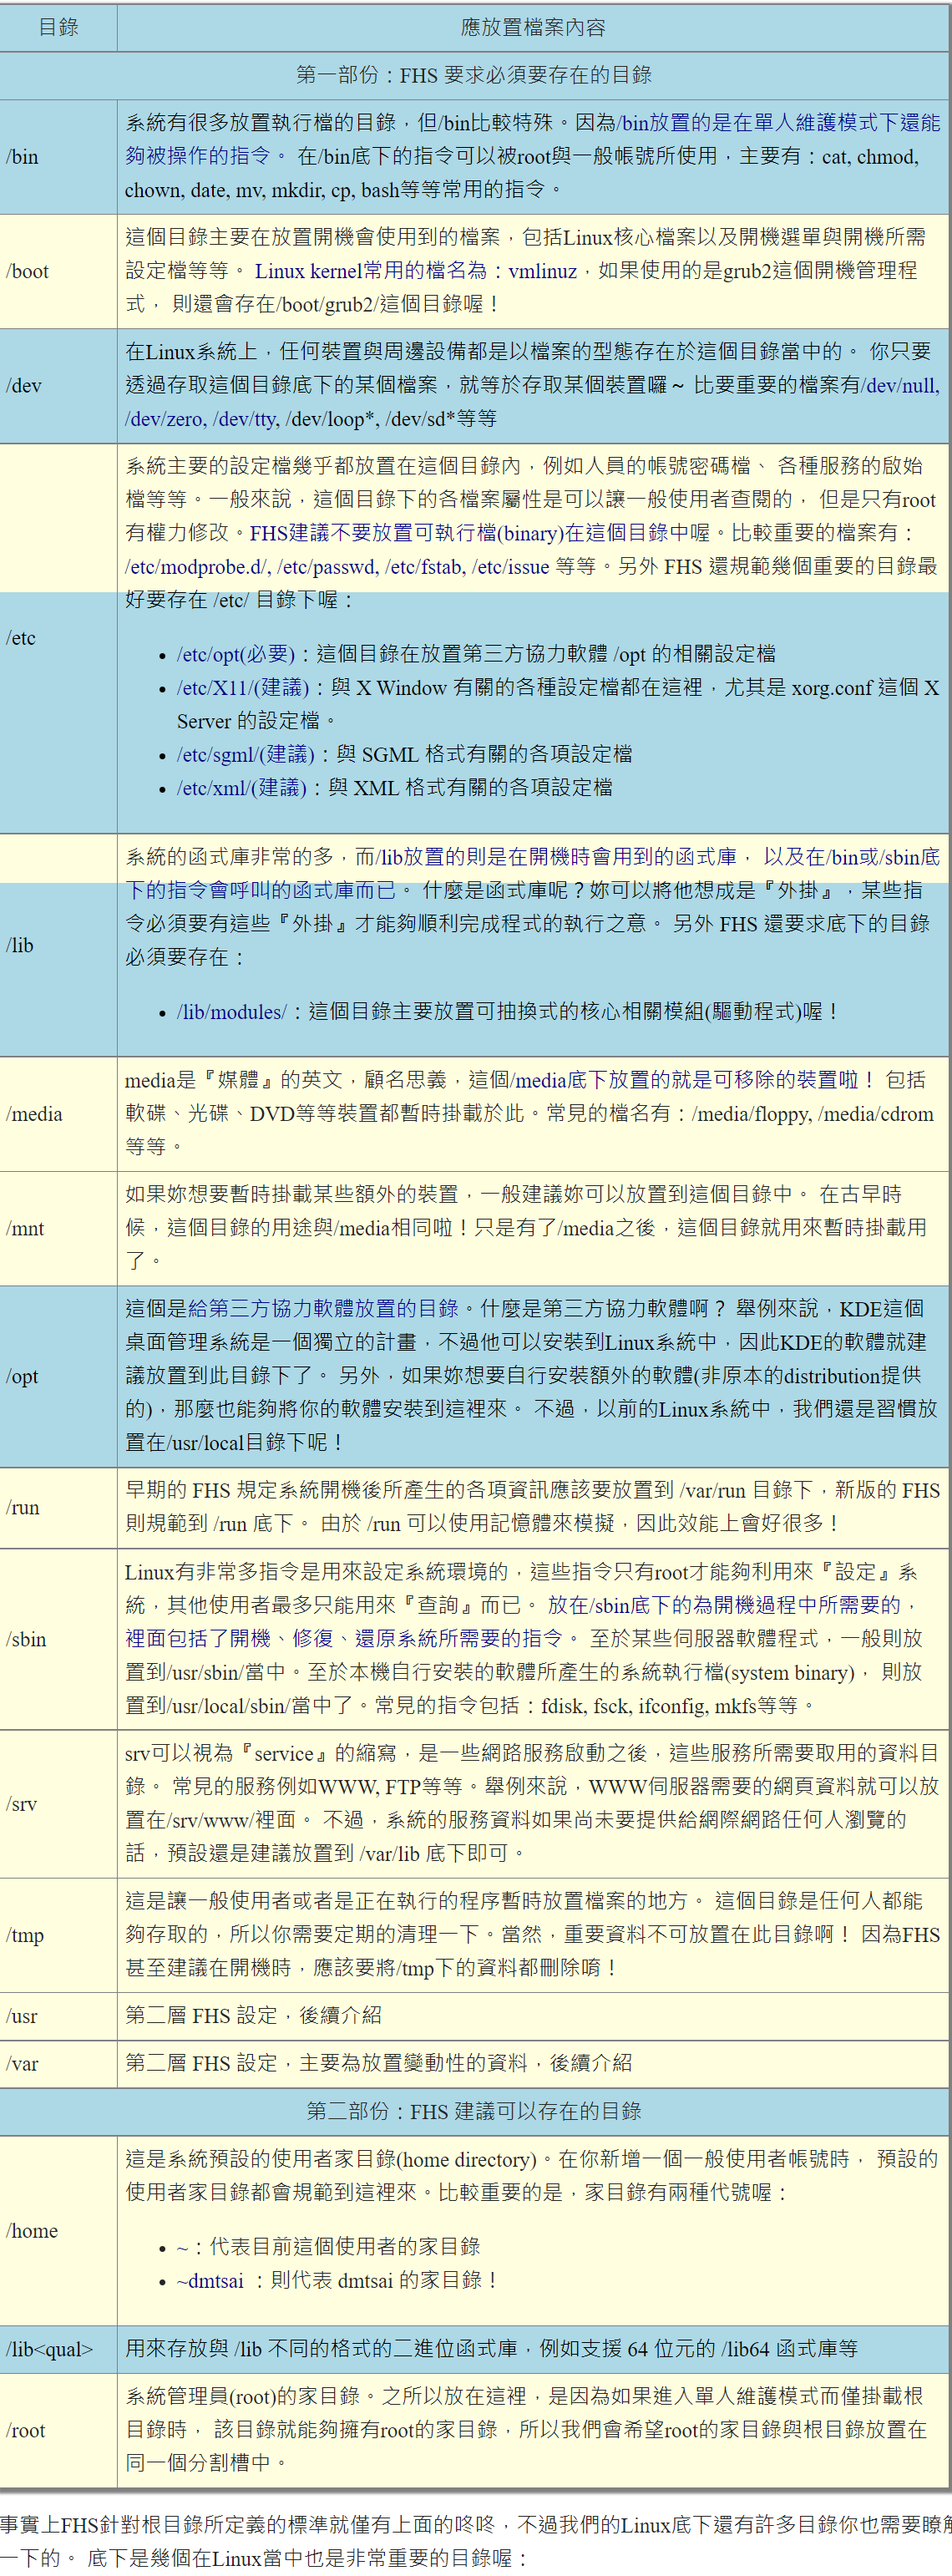 目錄	應放置檔案內容
第一部份：FHS 要求必須要存在的目錄
/bin
系統有很多放置執行檔的目錄，但/bin比較特殊。因為/bin放置的是在單人維護模式下還能
夠被操作的指令。 在/bin底下的指令可以被root與一般帳號所使用，主要有：cat, chmod,
chown, date, mv, mkdir, cp, bash等等常用的指令。
/boot
這個目錄主要在放置開機會使用到的檔案，包括Linux核心檔案以及開機選單與開機所需
設定檔等等。 Linux kernel常用的檔名為：vmlinuz，如果使用的是grub2這個開機管理程
式， 則還會存在/boot/grub2/這個目錄喔！
/dev
在Linux系統上，任何裝置與周邊設備都是以檔案的型態存在於這個目錄當中的。 你只要
透過存取這個目錄底下的某個檔案，就等於存取某個裝置囉～ 比要重要的檔案有/dev/null,
/dev/zero, /dev/tty, /dev/loop*, /dev/sd*等等
/etc
系統主要的設定檔幾乎都放置在這個目錄內，例如人員的帳號密碼檔、 各種服務的啟始
檔等等。一般來說，這個目錄下的各檔案屬性是可以讓一般使用者查閱的， 但是只有root
有權力修改。FHS建議不要放置可執行檔(binary)在這個目錄中喔。比較重要的檔案有：
/etc/modprobe.d/, /etc/passwd, /etc/fstab, /etc/issue 等等。另外 FHS 還規範幾個重要的目錄最
好要存在 /etc/ 目錄下喔：
• /etc/opt(必要)：這個目錄在放置第三方協力軟體 /opt 的相關設定檔
• /etc/X11/(建議)：與 X Window 有關的各種設定檔都在這裡，尤其是 xorg.conf 這個 X
Server 的設定檔。
• /etc/sgml/(建議)：與 SGML 格式有關的各項設定檔
• /etc/xml/(建議)：與 XML 格式有關的各項設定檔
/lib
系統的函式庫非常的多，而/lib放置的則是在開機時會用到的函式庫， 以及在/bin或/sbin底
下的指令會呼叫的函式庫而已。 什麼是函式庫呢？妳可以將他想成是『外掛』，某些指
令必須要有這些『外掛』才能夠順利完成程式的執行之意。 另外 FHS 還要求底下的目錄
必須要存在：
• /lib/modules/：這個目錄主要放置可抽換式的核心相關模組(驅動程式)喔！
/media
media是『媒體』的英文，顧名思義，這個/media底下放置的就是可移除的裝置啦！ 包括
軟碟、光碟、DVD等等裝置都暫時掛載於此。常見的檔名有：/media/floppy, /media/cdrom
等等。
/mnt
如果妳想要暫時掛載某些額外的裝置，一般建議妳可以放置到這個目錄中。 在古早時
候，這個目錄的用途與/media相同啦！只是有了/media之後，這個目錄就用來暫時掛載用
了。
/opt
這個是給第三方協力軟體放置的目錄。什麼是第三方協力軟體啊？ 舉例來說，KDE這個
桌面管理系統是一個獨立的計畫，不過他可以安裝到Linux系統中，因此KDE的軟體就建
議放置到此目錄下了。 另外，如果妳想要自行安裝額外的軟體(非原本的distribution提供
的)，那麼也能夠將你的軟體安裝到這裡來。 不過，以前的Linux系統中，我們還是習慣放
置在/usr/local目錄下呢！
/run
早期的 FHS 規定系統開機後所產生的各項資訊應該要放置到 /var/run 目錄下，新版的 FHS
則規範到 /run 底下。 由於 /run 可以使用記憶體來模擬，因此效能上會好很多！
/sbin
Linux有非常多指令是用來設定系統環境的，這些指令只有root才能夠利用來『設定』系
統，其他使用者最多只能用來『查詢』而已。 放在/sbin底下的為開機過程中所需要的，
裡面包括了開機、修復、還原系統所需要的指令。 至於某些伺服器軟體程式，一般則放
置到/usr/sbin/當中。至於本機自行安裝的軟體所產生的系統執行檔(system binary)， 則放
置到/usr/local/sbin/當中了。常見的指令包括：fdisk, fsck, ifconfig, mkfs等等。
/srv
srv可以視為『service』的縮寫，是一些網路服務啟動之後，這些服務所需要取用的資料目
錄。 常見的服務例如WWW, FTP等等。舉例來說，WWW伺服器需要的網頁資料就可以放
置在/srv/www/裡面。 不過，系統的服務資料如果尚未要提供給網際網路任何人瀏覽的
話，預設還是建議放置到 /var/lib 底下即可。
/tmp
這是讓一般使用者或者是正在執行的程序暫時放置檔案的地方。 這個目錄是任何人都能
夠存取的，所以你需要定期的清理一下。當然，重要資料不可放置在此目錄啊！ 因為FHS
甚至建議在開機時，應該要將/tmp下的資料都刪除唷！
/usr	第二層 FHS 設定，後續介紹
/var	第二層 FHS 設定，主要為放置變動性的資料，後續介紹
第二部份：FHS 建議可以存在的目錄
/home
這是系統預設的使用者家目錄(home directory)。在你新增一個一般使用者帳號時， 預設的
使用者家目錄都會規範到這裡來。比較重要的是，家目錄有兩種代號喔：
• ~：代表目前這個使用者的家目錄
• ~dmtsai ：則代表 dmtsai 的家目錄！
/lib<qual>	用來存放與 /lib 不同的格式的二進位函式庫，例如支援 64 位元的 /lib64 函式庫等
/root
系統管理員(root)的家目錄。之所以放在這裡，是因為如果進入單人維護模式而僅掛載根
目錄時， 該目錄就能夠擁有root的家目錄，所以我們會希望root的家目錄與根目錄放置在
同一個分割槽中。
事實上FHS針對根目錄所定義的標準就僅有上面的咚咚，不過我們的Linux底下還有許多目錄你也需要瞭解
一下的。 底下是幾個在Linux當中也是非常重要的目錄喔：